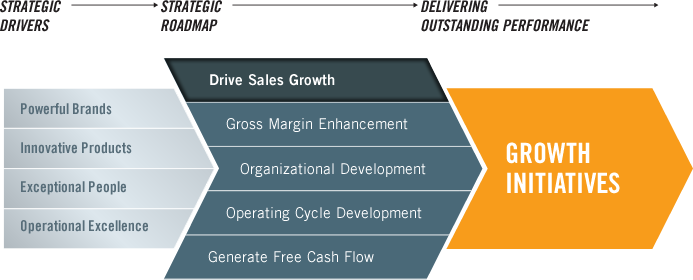 STRATEGIC
DRIVERS
STRATEGIC
ROADMAP
DELIVERING
OUTSTANDING PERFORMANCE
Powerful Brands
Innovative Products
Exceptional People
Operational Excellence
Drive Sales Growth
Gross Margin Enhancement
Organizational Development
Operating Cycle Development
Generate Free Cash Flow
GROWTH
INITIATIVES